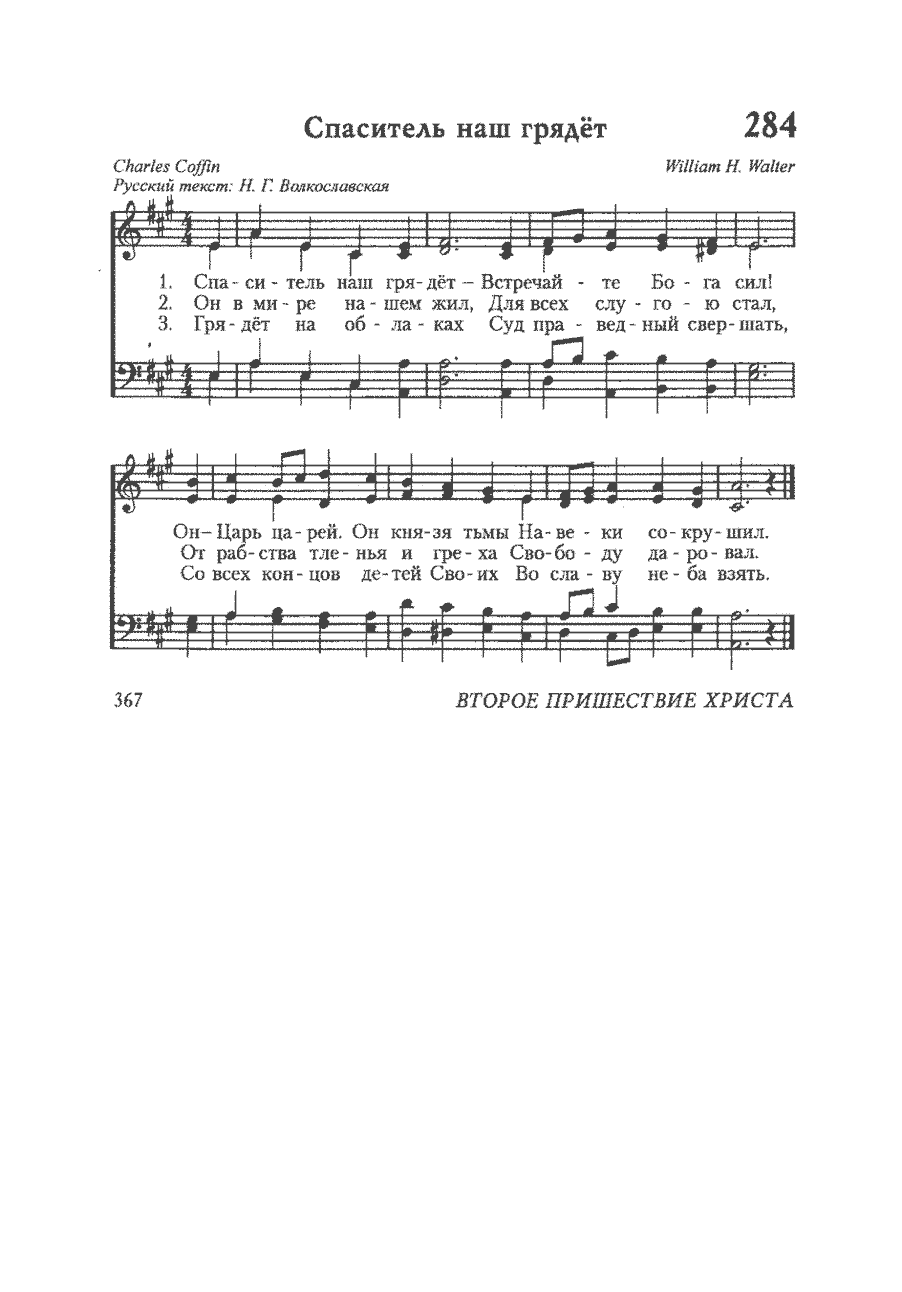 Спаситель наш грядёт 284
Charles Coffin William H. Walter
Русский текст: Н. Г. Волкославская
1. Спа - си - тель наш гря - дёт – Встречай - те Бо - га сил!
2. Он в ми - ре на - шем жил, Для всех слу - го - ю стал,
3. Гря - дёт на об - ла - ках Суд пра - вед - ный свер - шать,
Он – Царь ца - рей. Он кня - зя тьмы На - ве - ки со - кру - шил.
От раб - ства тле - нья и гре - ха Сво - бо - ду да - ро - вал.
Со всех кон - цов де - тей Сво - их Во сла - ву не - ба взять.
367 ВТОРОЕ ПРИШЕСТВИЕ ХРИСТА